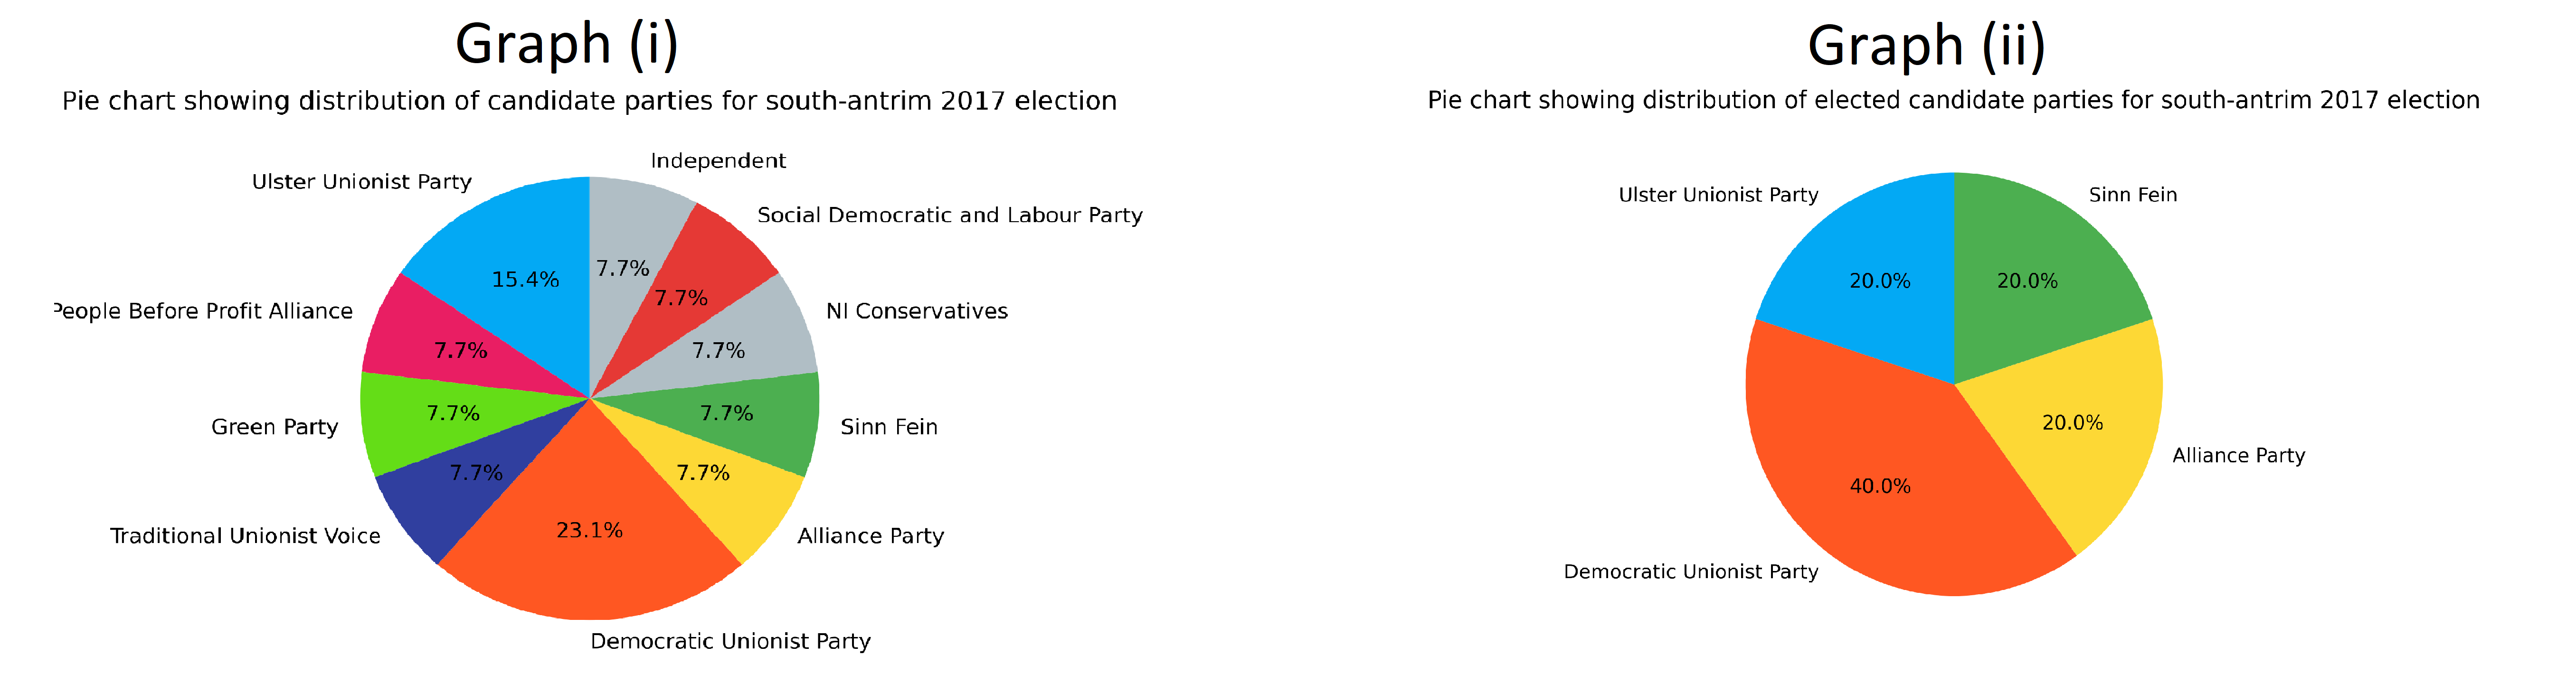 Graph (i)
Pie chart showing distribution of candidate parties for south-antrim 2017 election
Independent
Ulster Unionist Party
Social Democratic and Labour Party
7.7%
15.4%
7.7%
People Before Profit Alliance
NI Conservatives
7.7%
7.7%
7.7%
7.7%
Green Party
Sinn Fein
7.7%
7.7%
Traditional Unionist Voice
23.1%
Alliance Party
Democratic Unionist Party
Graph (ii)
Pie chart showing distribution of elected candidate parties for south-antrim 2017 election
Ulster Unionist Party
Sinn Fein
20.0%
20.0%
20.0%
Alliance Party
40.0%
Democratic Unionist Party